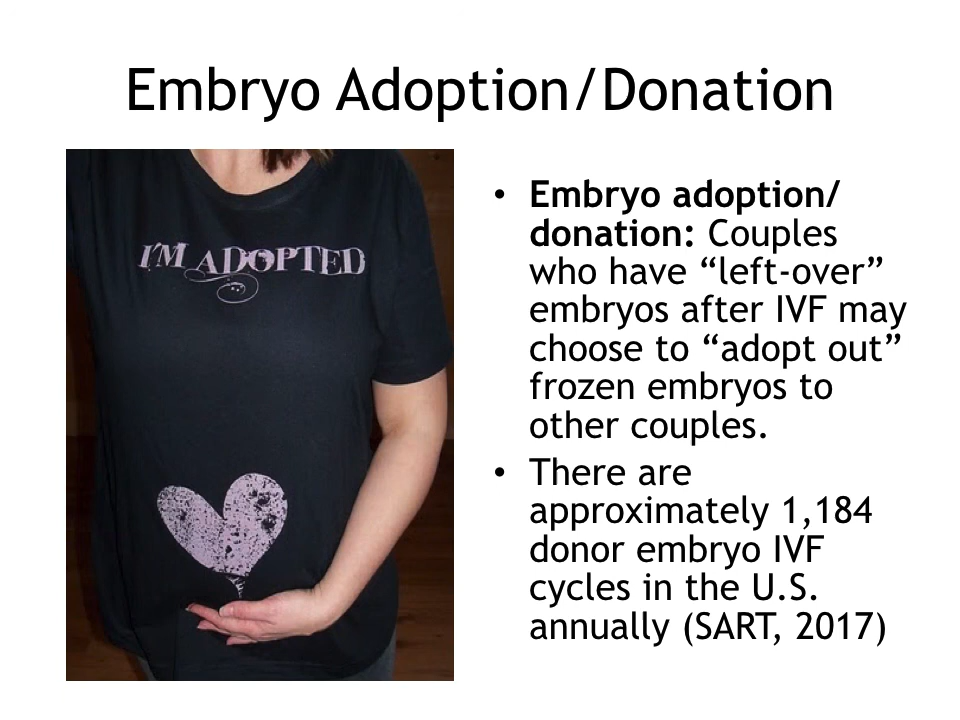 Embryo Adoption/Donation
I'M ADOPTED
• Embryo adoption/
donation: Couples
who have “left-over”
embryos after IVF may
choose to “adopt out”
frozen embryos to
other couples.
• There are
approximately 1,184
donor embryo IVF
cycles in the U.S.
annually (SART, 2017)